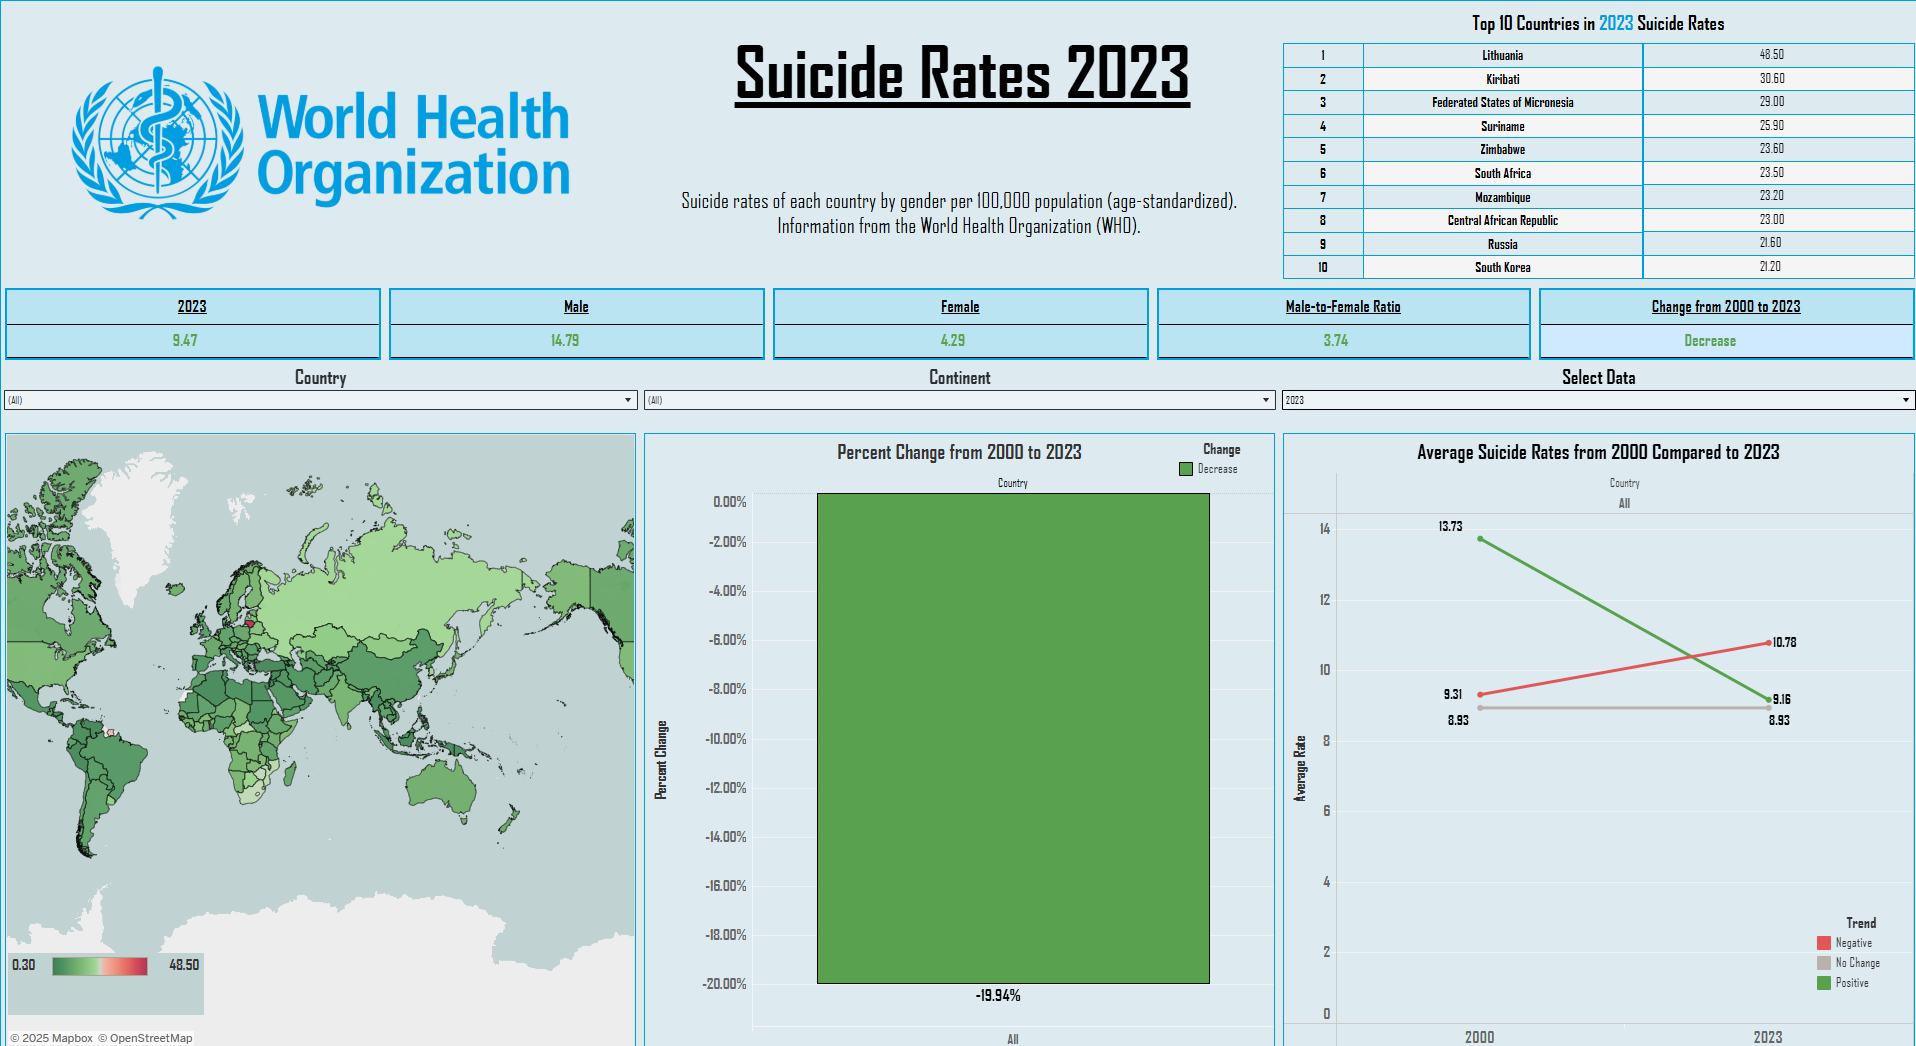 World Health
Organization
Suicide Rates 2023
Suicide rates of each country by gender per 100,000 population (age-standardized).
Information from the World Health Organization (WHO).
Top 10 Countries in 2023 Suicide Rates
1 Lithuania 48.50
2 Kiribati 30.60
3 Federated States of Micronesia 29.00
4 Suriname 25.90
5 Zimbabwe 23.60
6 South Africa 23.50
7 Mozambique 23.20
8 Central African Republic 23.00
9 Russia 21.60
10 South Korea 21.20
2023 Male Female Male-to-Female Ratio Change from 2000 to 2023
9.47 14.79 4.29 3.74 Decrease
Country Continent Select Data
(All) (All) 2023
0.30 48.50
© 2025 Mapbox © OpenStreetMap
Percent Change from 2000 to 2023
Change
Decrease
Country
0.00%
-2.00%
-4.00%
-6.00%
-8.00%
-10.00%
-12.00%
-14.00%
-16.00%
-18.00%
-20.00%
Percent Change
-19.94%
All
Average Suicide Rates from 2000 Compared to 2023
Country
All
14
12
10
8
6
4
2
0
Average Rate
13.73
9.31
8.93
10.78
9.16
8.93
Trend
Negative
No Change
Positive
2000 2023